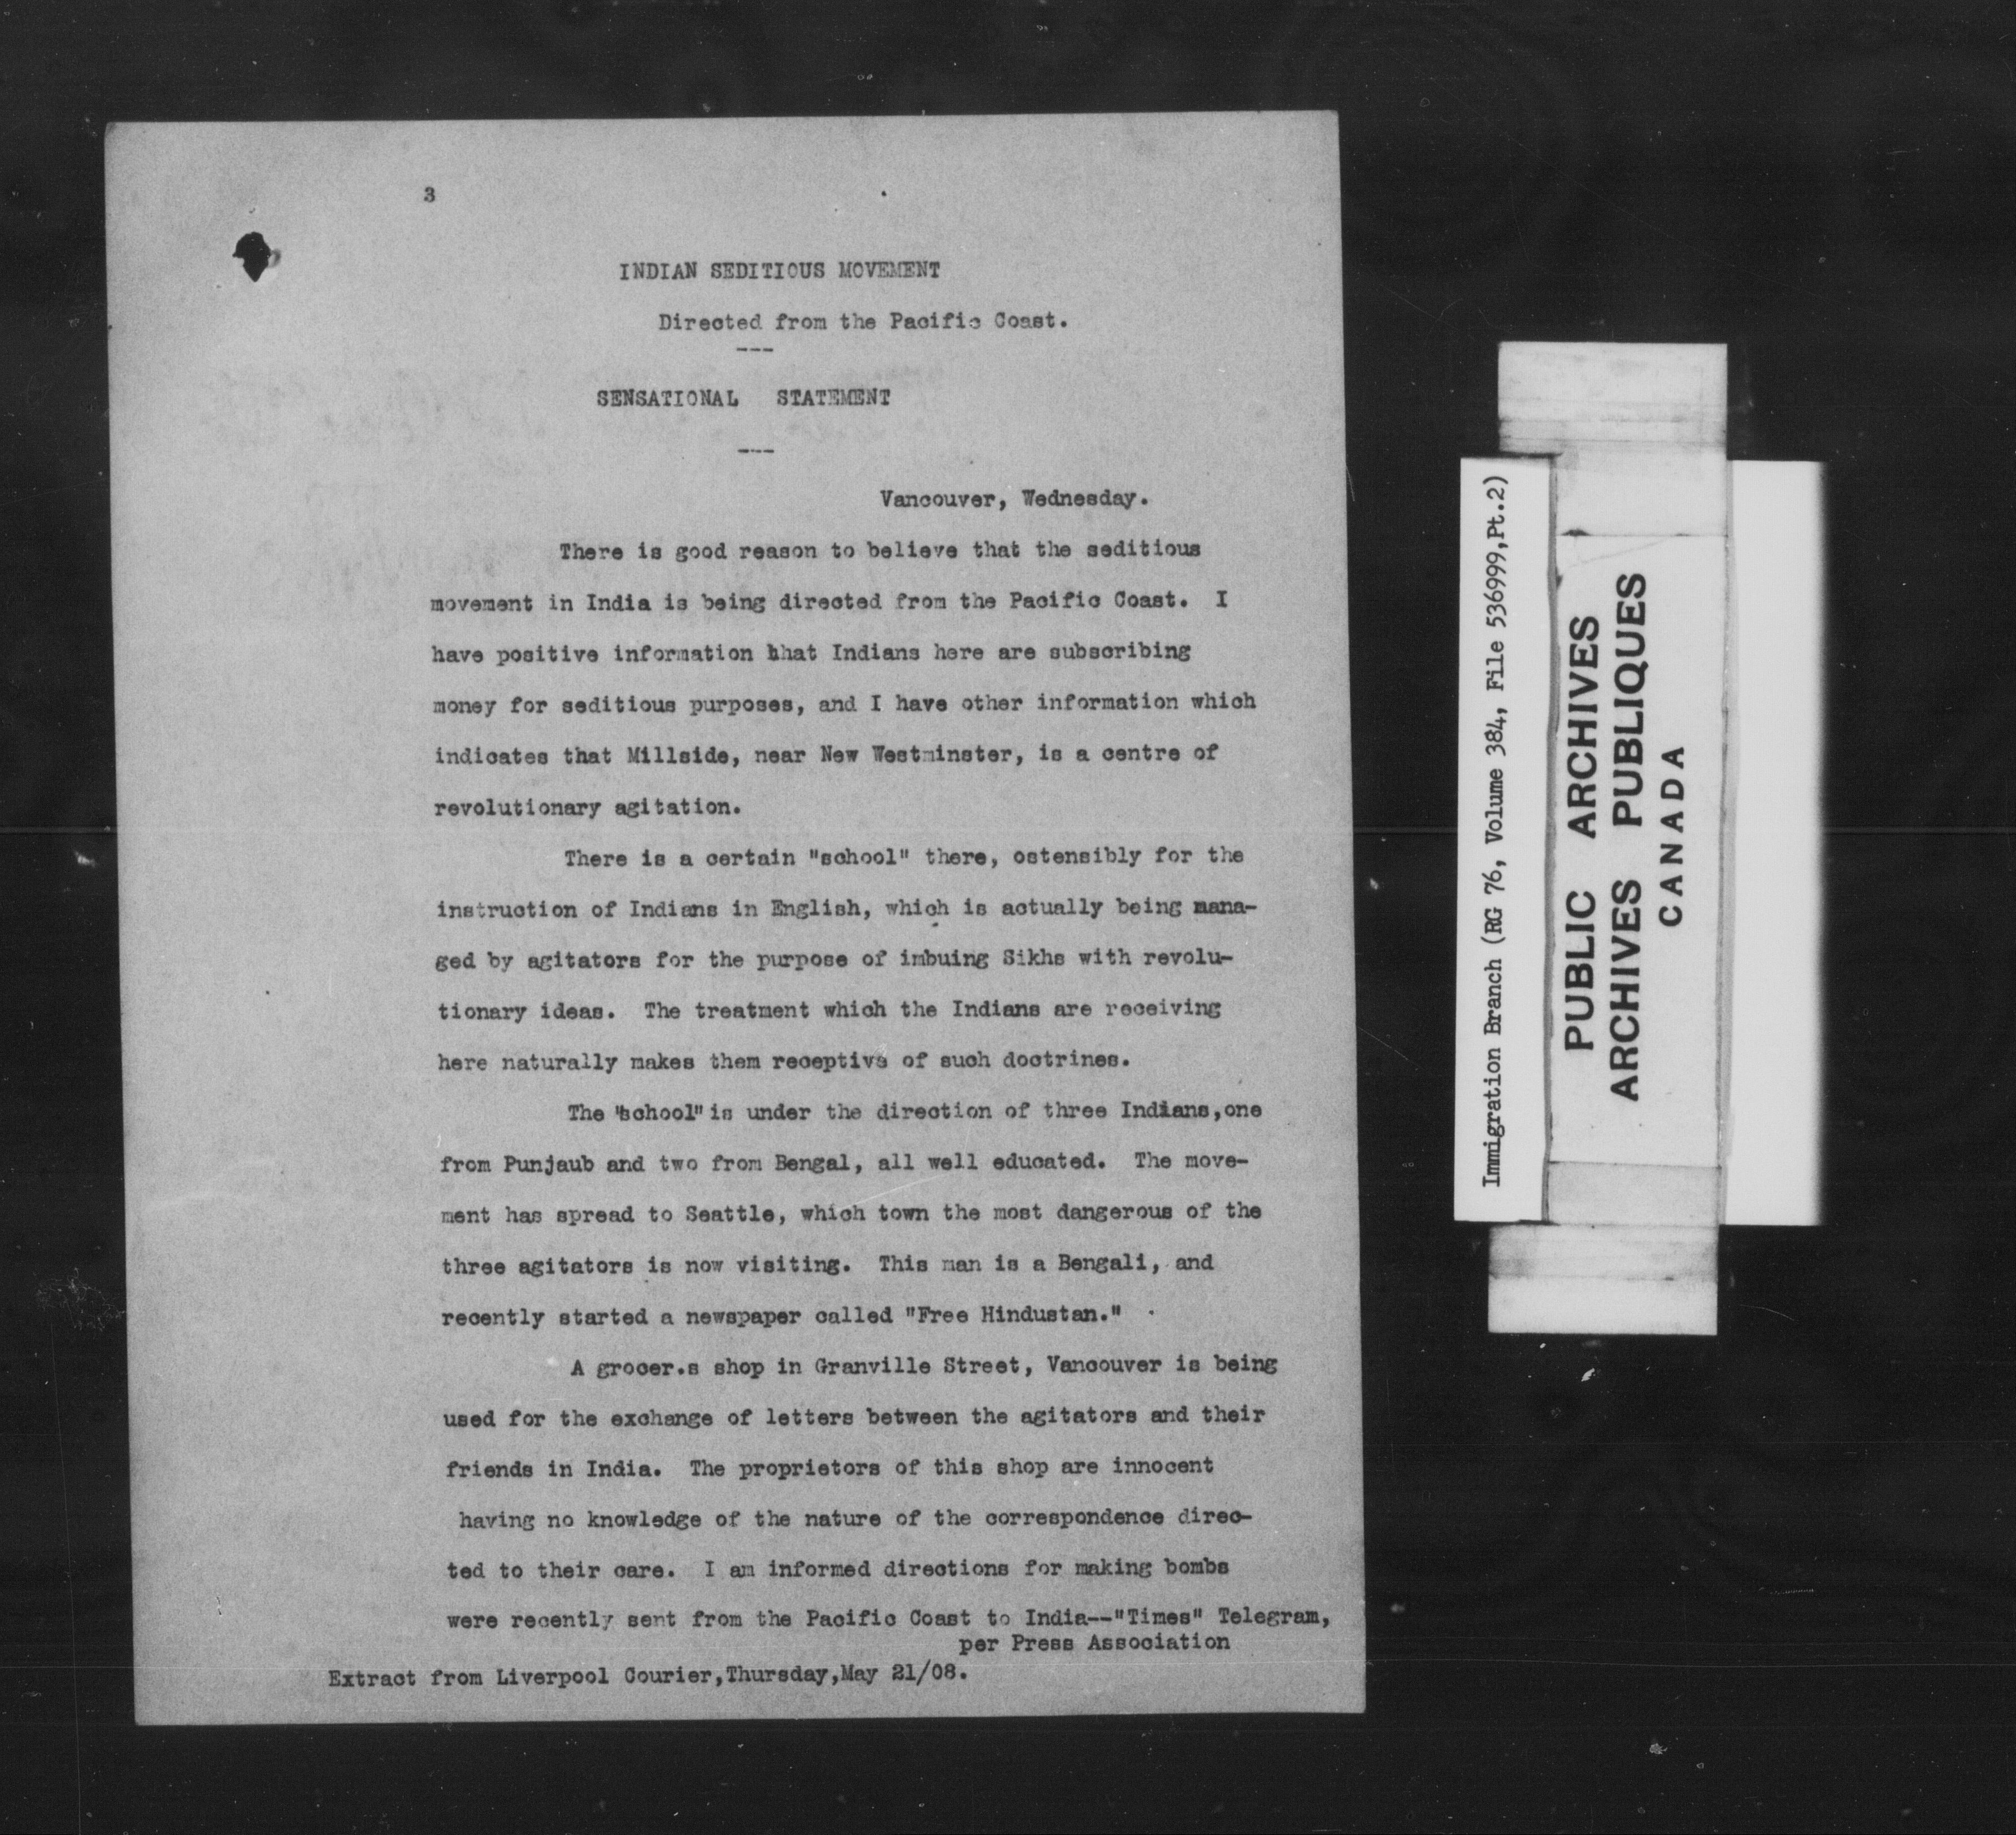 3
INDIAN SEDITIOUS MOVEMENT
Directed from the Pacific Coast.
---
SENSATIONAL STATEMENT
---
Vancouver, Wednesday.
There is good reason to believe that the seditious
movement in India is being directed from the Pacific Coast. I
have positive information hhat Indians here are subscribing
money for seditious purposes, and I have other information which
indicates that Millside, near New Westminster, is a centre of
revolutionary agitation.
There is a certain "school" there, ostensibly for the
instruction of Indians in English, which is actually being mana-
ged by agitators for the purpose of imbuing Sikhs with revolu-
tionary ideas. The treatment which the Indians are receiving
here naturally makes them receptive of such doctrines.
The "school" is under the direction of three Indians,one
from Punjaub and two from Bengal, all well educated. The move-
ment has spread to Seattle, which town the most dangerous of the
three agitators is now visiting. This man is a Bengali, and
recently started a newspaper called "Free Hindustan."
A grocer.s shop in Granville Street, Vancouver is being
used for the exchange of letters between the agitators and their
friends in India. The proprietors of this shop are innocent
having no knowledge of the nature of the correspondence direc-
ted to their care. I am informed directions for making bombs
were recently sent from the Pacific Coast to India--"Times" Telegram,
per Press Association
Extract from Liverpool Courier,Thursday,May 21/08.
Immigration Branch (RG 76, Volume 384, File 536999,Pt.2)
PUBLIC ARCHIVES
ARCHIVES PUBLIQUES
CANADA